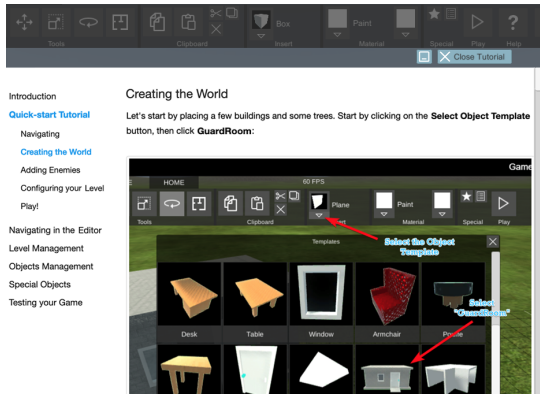 Box
Paint
Tools
Clipboard
Insert
Material
Special
Play
Help
Close Tutorial
Introduction
Quick-start Tutorial
Navigating
Creating the World
Adding Enemies
Configuring your Level
Play!
Navigating in the Editor
Level Management
Objects Management
Special Objects
Testing your Game
Creating the World
Let's start by placing a few buildings and some trees. Start by clicking on the Select Object Template
button, then click GuardRoom:
Game
HOME
60 FPS
Plane
Paint
Tools
Clipboard
Material
Special
Play
Select the Object
Template
Templates
Select
"GuardRoom"
Desk
Table
Window
Armchair